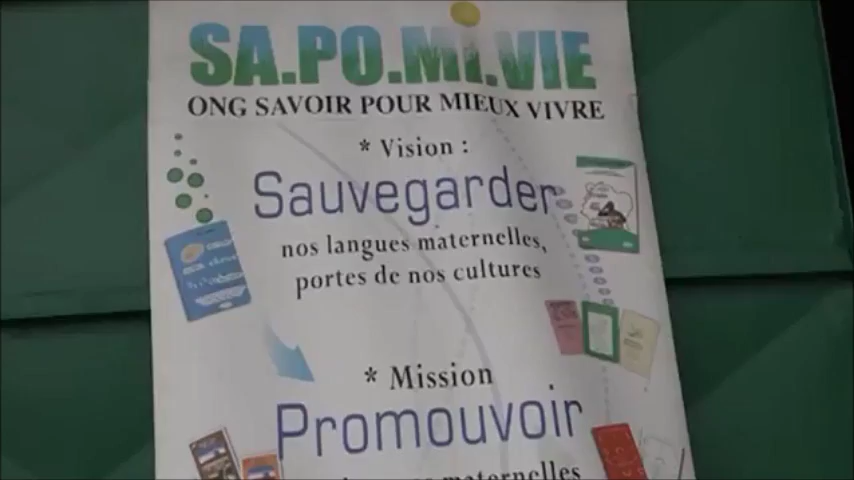 SA.PO.Mi.VIE
ONG SAVOIR POUR MIEUX VIVRE
* Vision :
Sauvegarder
nos langues maternelles,
portes de nos cultures
* Mission
Promouvoir
maternelles